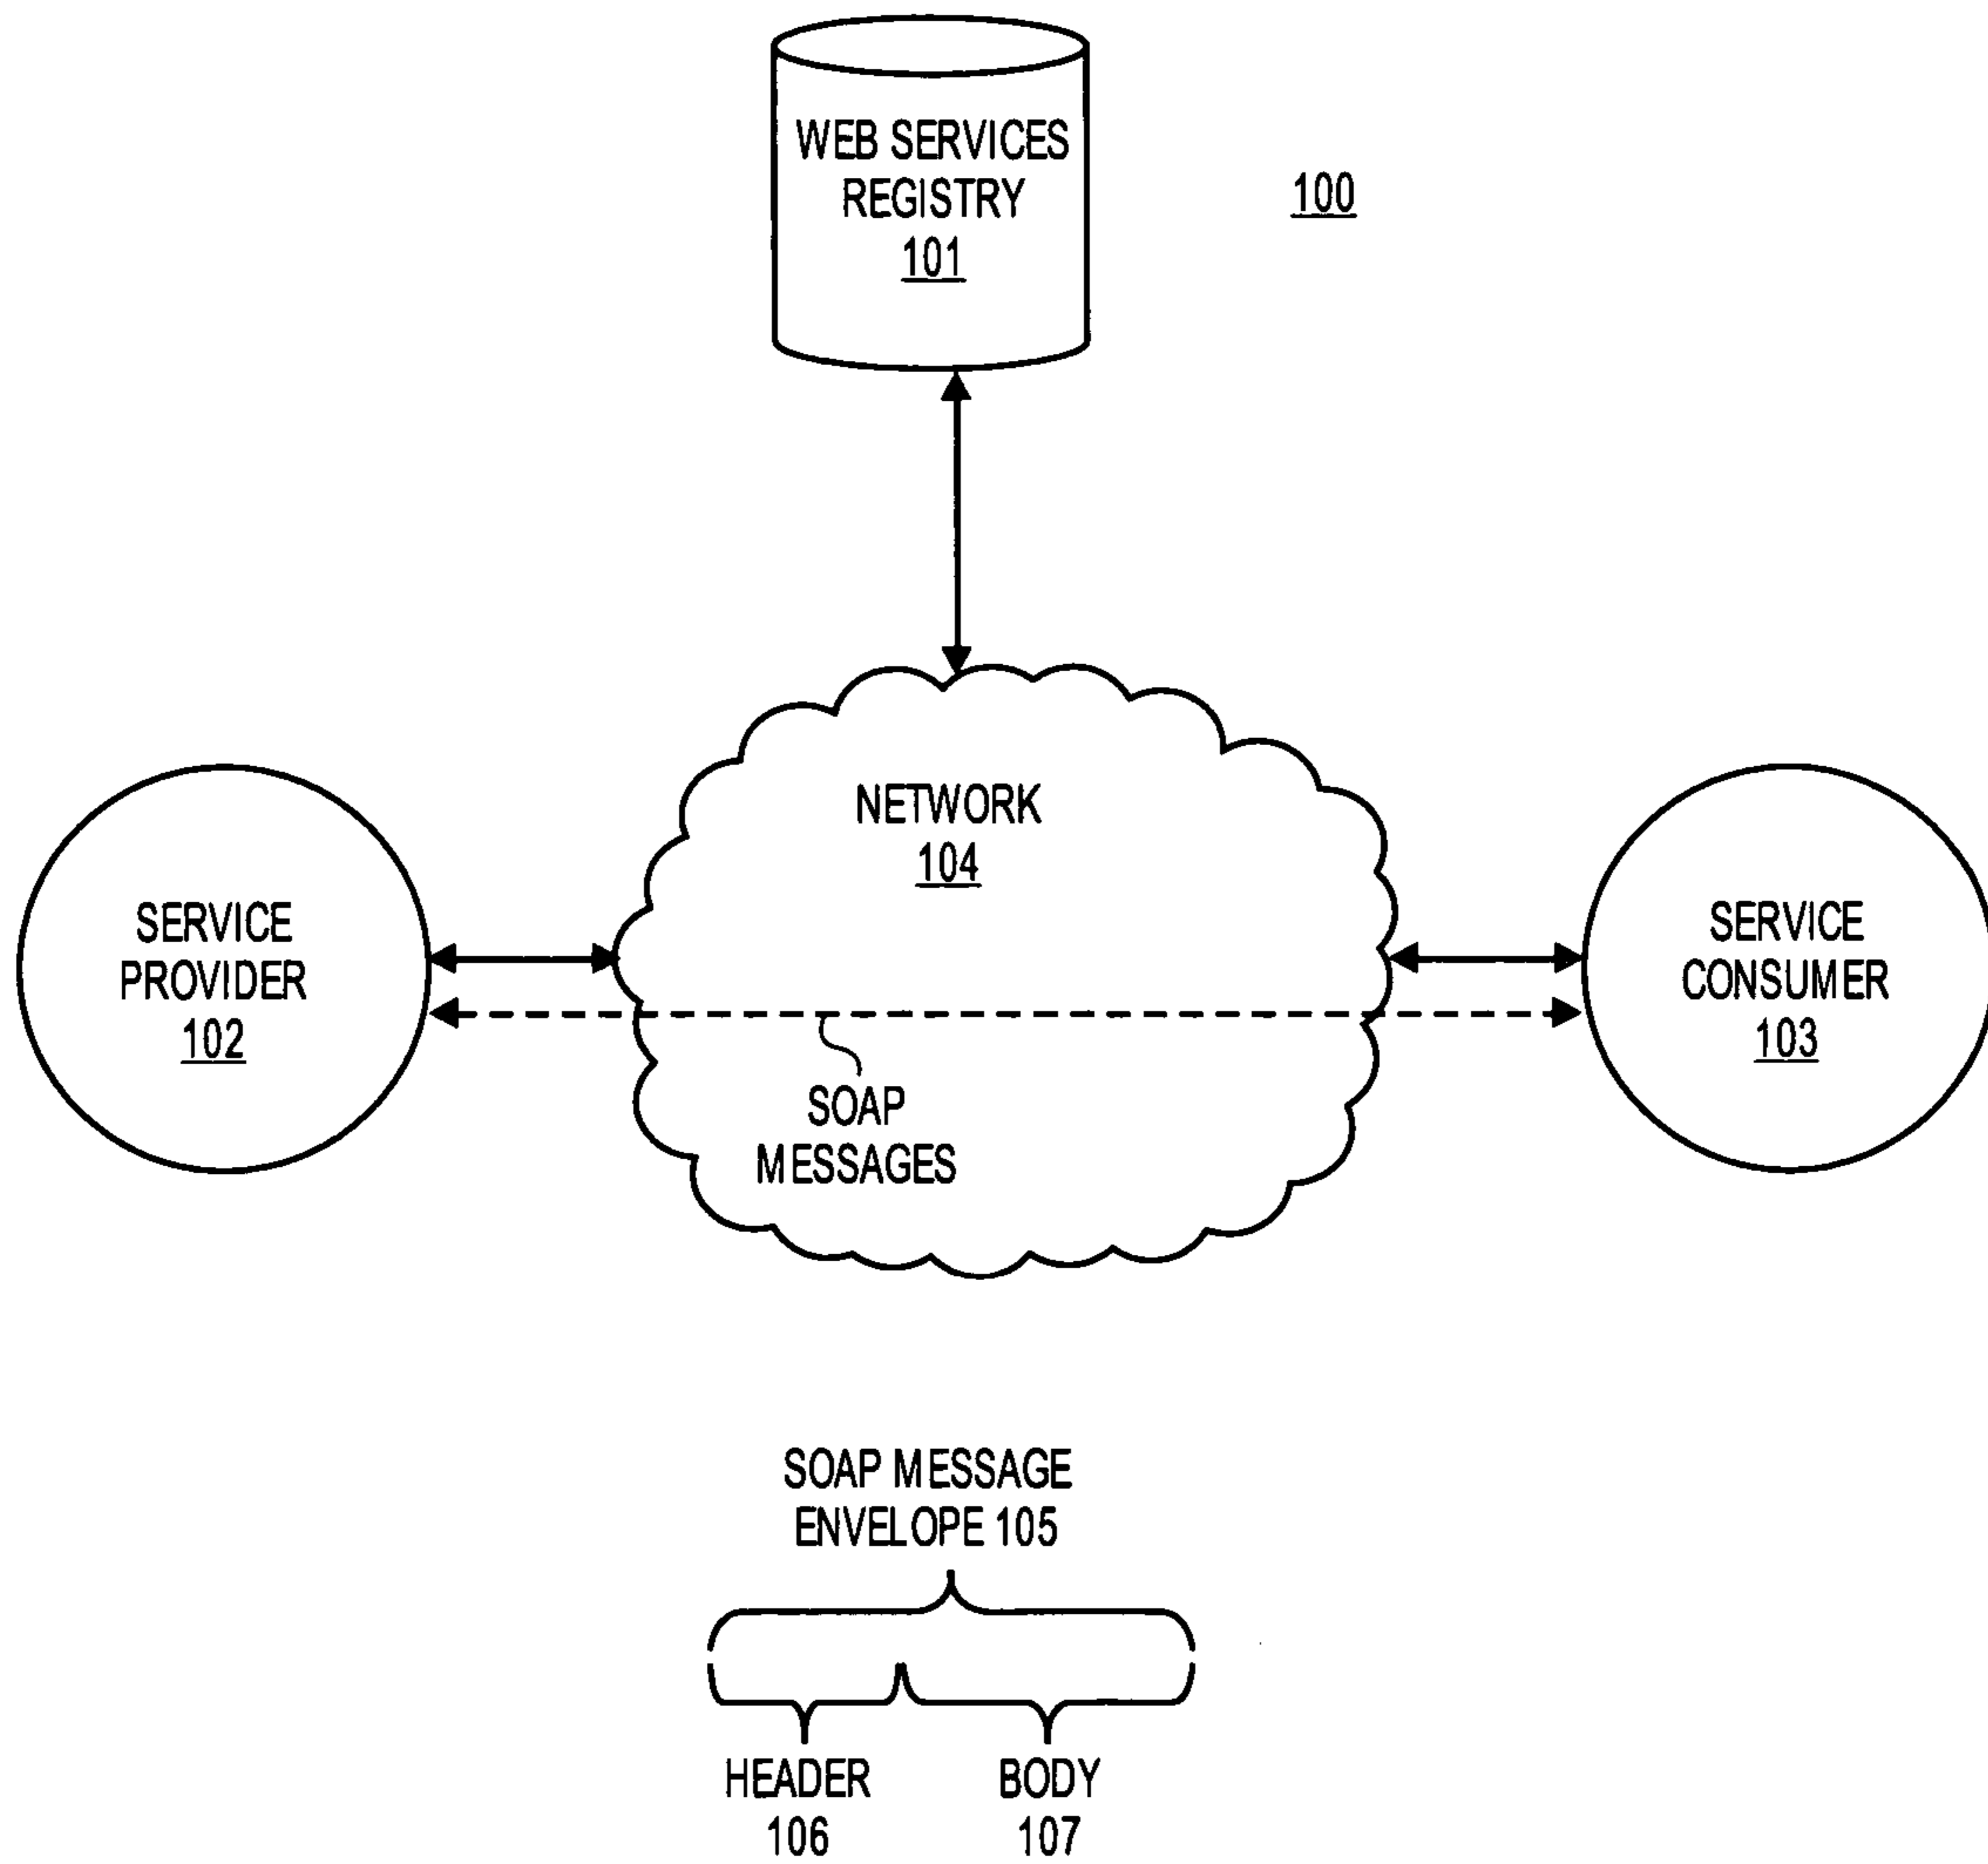 WEB SERVICES
REGISTRY
101
100
NETWORK
104
SERVICE
PROVIDER
102
SERVICE
CONSUMER
103
SOAP
MESSAGES
SOAP MESSAGE
ENVELOPE 105
HEADER
106
BODY
107